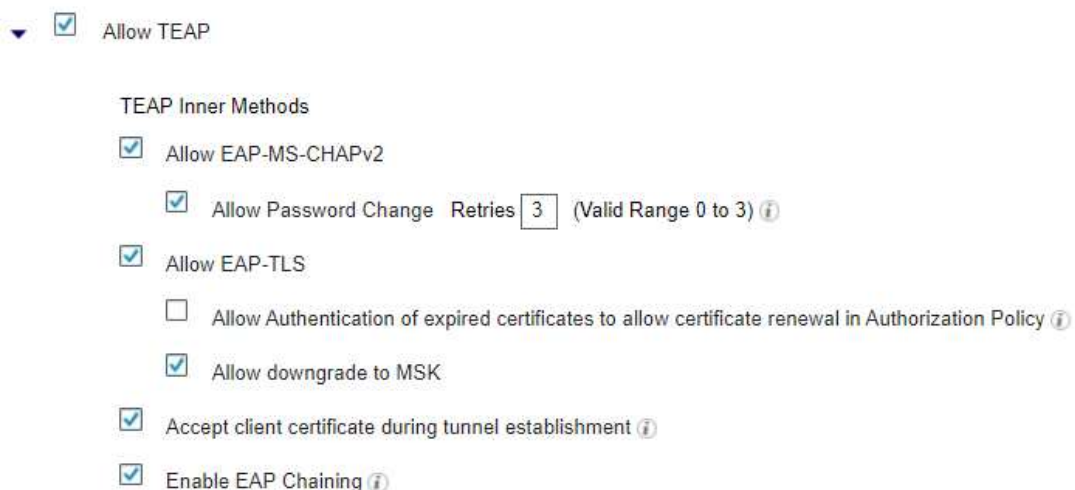 Allow TEAP
TEAP Inner Methods
Allow EAP-MS-CHAPv2
Allow Password Change Retries 3 (Valid Range 0 to 3)
Allow EAP-TLS
Allow Authentication of expired certificates to allow certificate renewal in Authorization Policy
Allow downgrade to MSK
Accept client certificate during tunnel establishment
Enable EAP Chaining